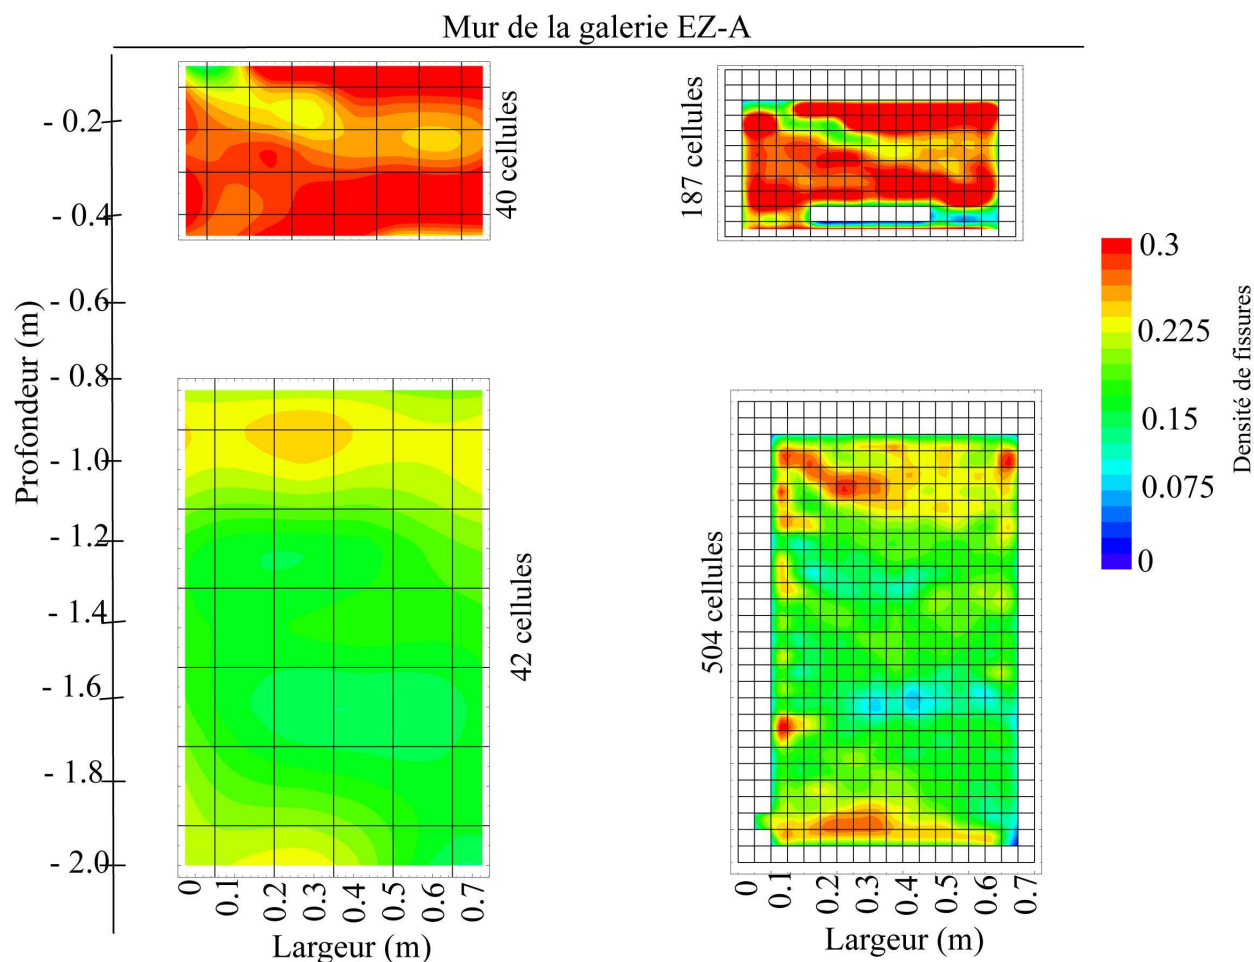 Mur de la galerie EZ-A
Profondeur (m)
- 0.2
- 0.4
- 0.6
- 0.8
- 1.0
- 1.2
- 1.4
- 1.6
- 1.8
- 2.0
40 cellules
187 cellules
42 cellules
504 cellules
0.3
0.225
0.15
0.075
0
Densité de fissures
0 0.1 0.2 0.3 0.4 0.5 0.6 0.7
Largeur (m)
0 0.1 0.2 0.3 0.4 0.5 0.6 0.7
Largeur (m)